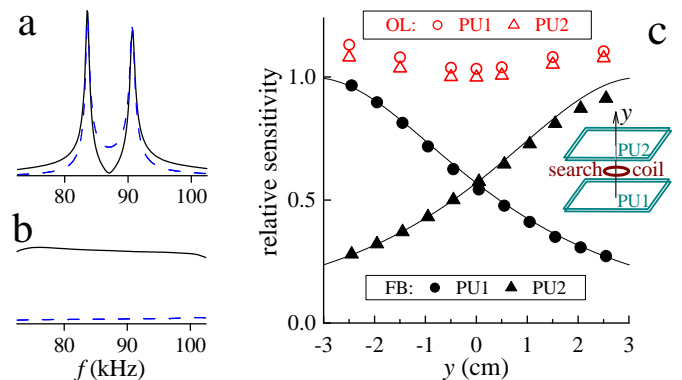 a
80 90 100
b
80 90 100
f (kHz)
c
OL: PU1 PU2
relative sensitivity
1.0
0.5
0.0
y
PU2
search coil
PU1
FB: PU1 PU2
-3 -2 -1 0 1 2 3
y (cm)